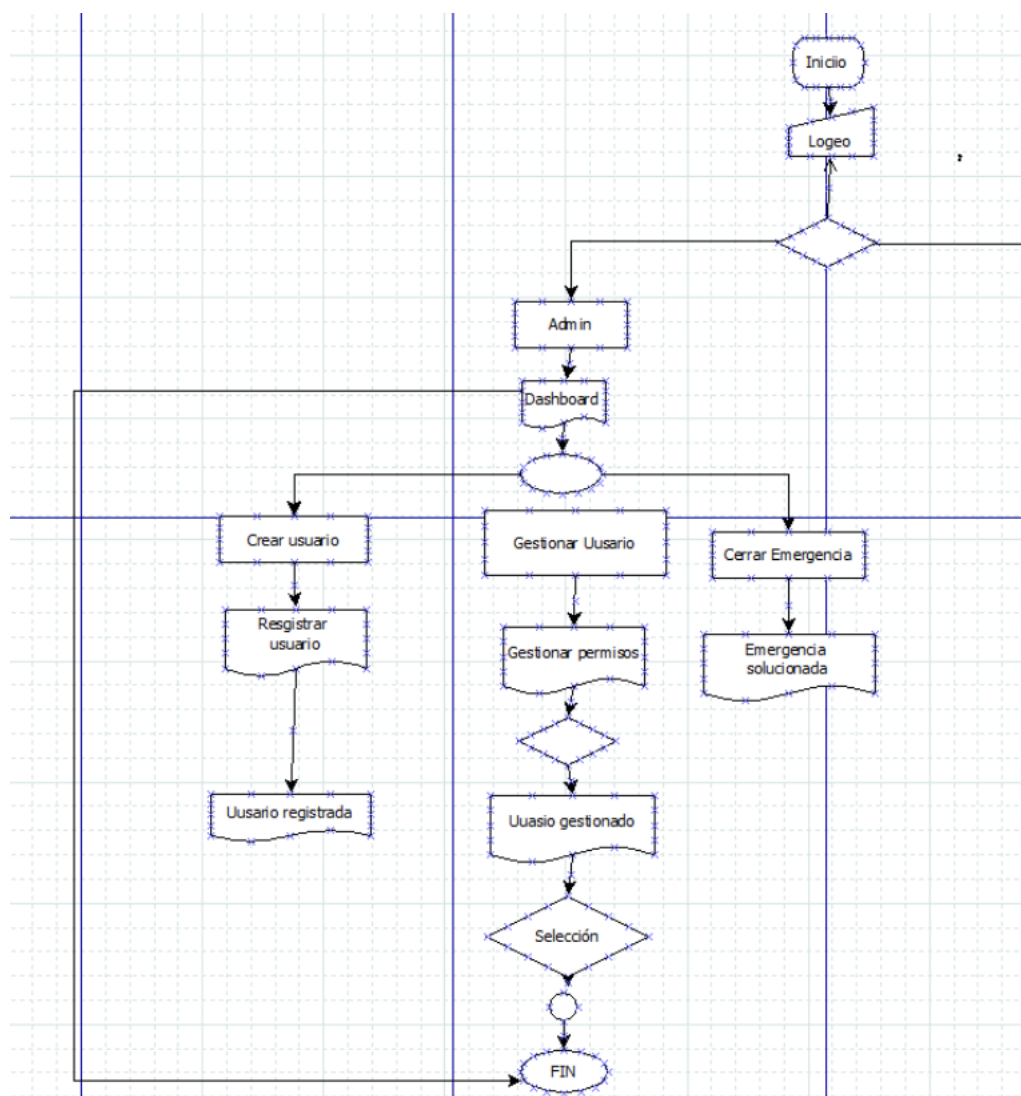 Iniciio
Logeo
Admin
Dashboard
Crear usuario
Gestionar Uusario
Cerrar Emergencia
Resgistrar
usuario
Gestionar permisos
Emergencia
solucionada
Uusario registrada
Uuasio gestionado
Selección
FIN